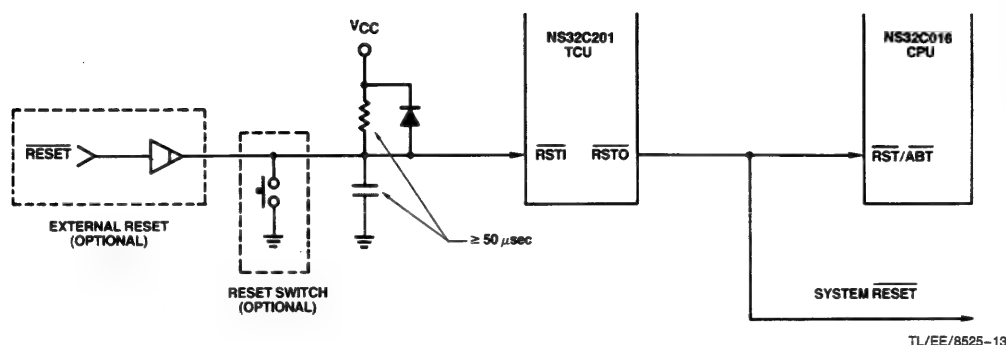 VCC
NS32C201
TCU
NS32C016
CPU
RESET
RSTI
RSTO
RST/ABT
EXTERNAL RESET
(OPTIONAL)
≥ 50 μsec
RESET SWITCH
(OPTIONAL)
SYSTEM RESET
TL/EE/8525-13